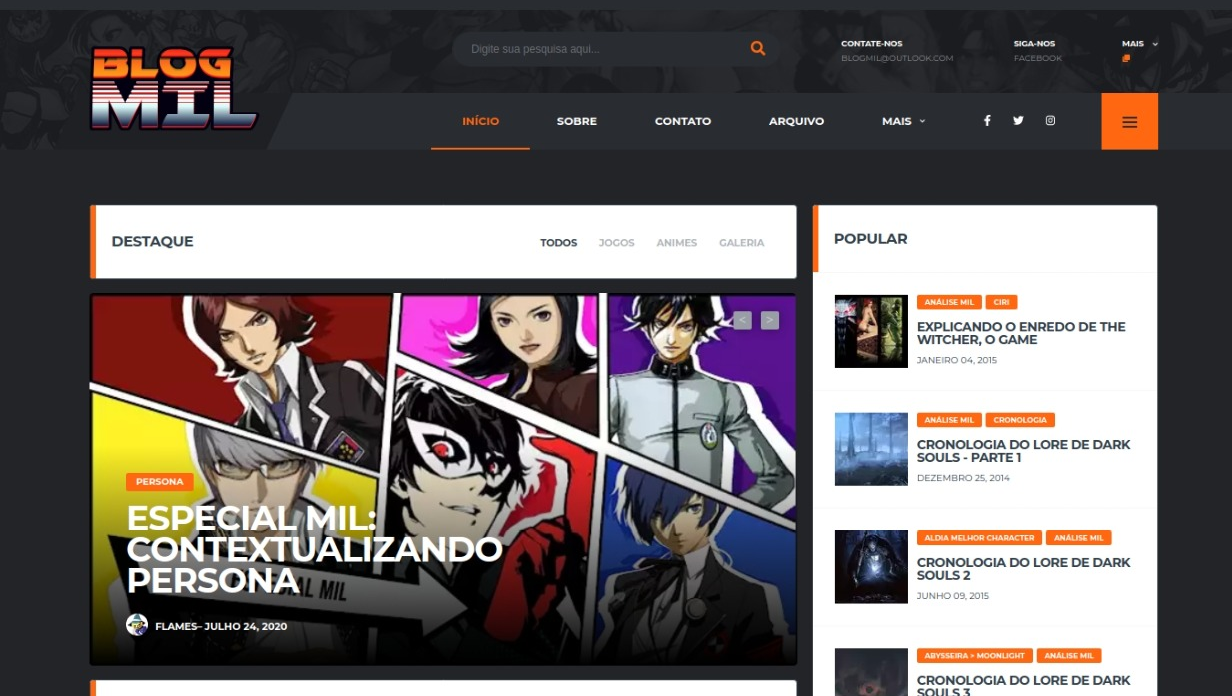 BLOG
MIL
Digite sua pesquisa aqui...
CONTATE-NOS
BLOGMIL@OUTLOOK.COM
SIGA-NOS
FACEBOOK
MAIS
INÍCIO
SOBRE
CONTATO
ARQUIVO
MAIS
DESTAQUE
TODOS
JOGOS
ANIMES
GALERIA
< >
PERSONA
ESPECIAL MIL:
CONTEXTUALIZANDO
PERSONA
MIL
FLAMES– JULHO 24, 2020
POPULAR
ANÁLISE MIL CIRI
EXPLICANDO O ENREDO DE THE
WITCHER, O GAME
JANEIRO 04, 2015
ANÁLISE MIL CRONOLOGIA
CRONOLOGIA DO LORE DE DARK
SOULS - PARTE 1
DEZEMBRO 25, 2014
ALDIA MELHOR CHARACTER ANÁLISE MIL
CRONOLOGIA DO LORE DE DARK
SOULS 2
JUNHO 09, 2015
ABYSSEIRA > MOONLIGHT ANÁLISE MIL
CRONOLOGIA DO LORE DE DARK
SOULS 3